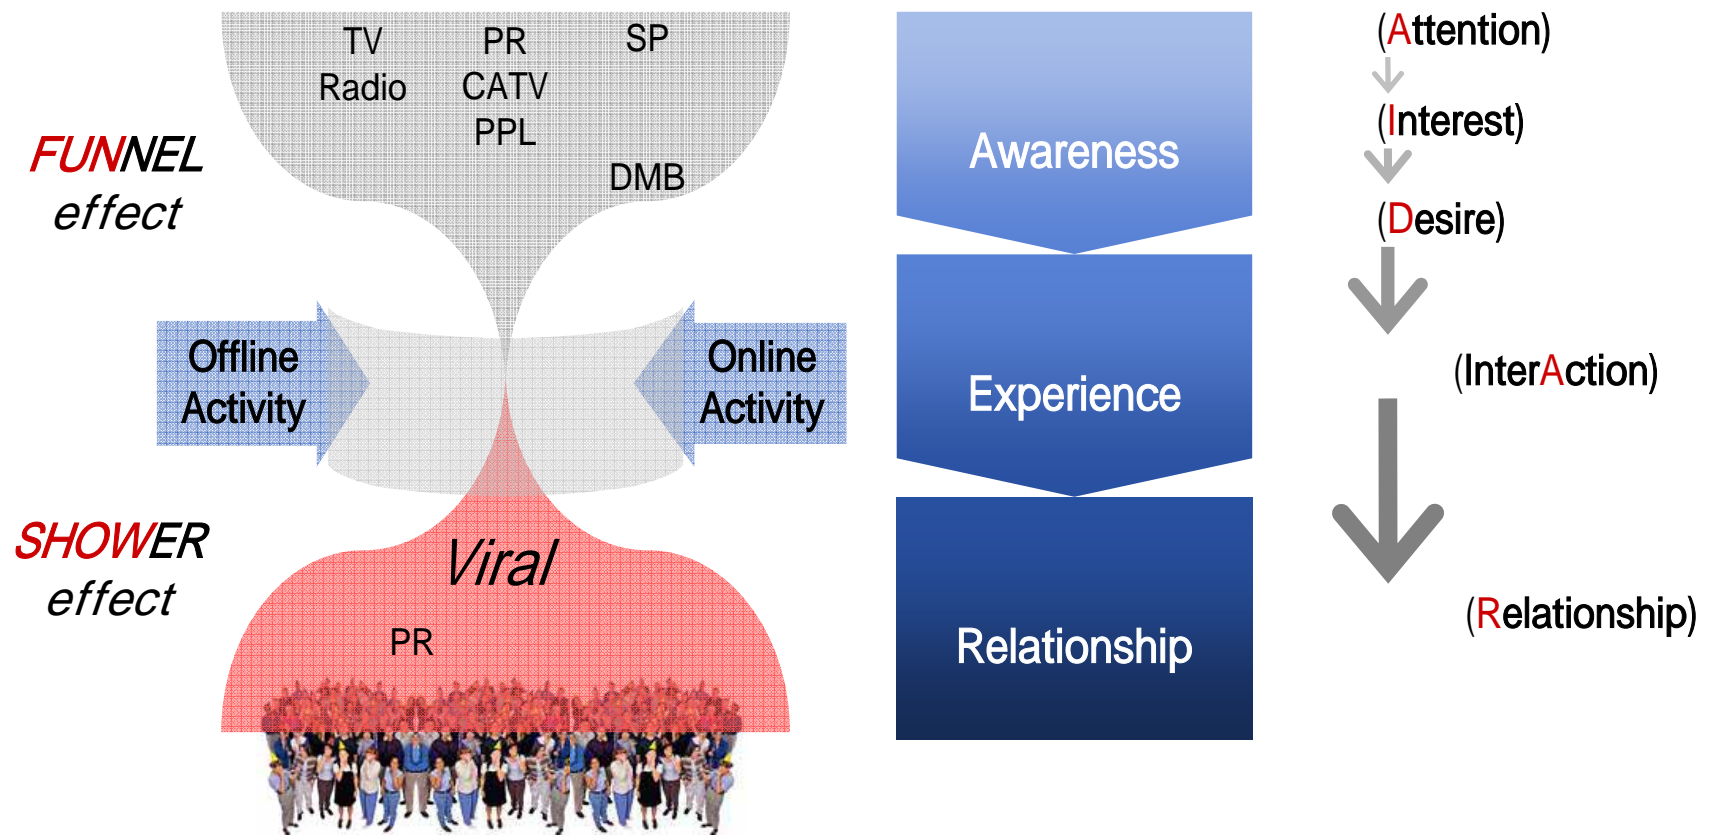 TV
Radio
PR
CATV
PPL
SP
DMB
FUNNEL
effect
Offline
Activity
Online
Activity
SHOWER
effect
Viral
PR
Awareness
Experience
Relationship
(Attention)
(Interest)
(Desire)
(InterAction)
(Relationship)